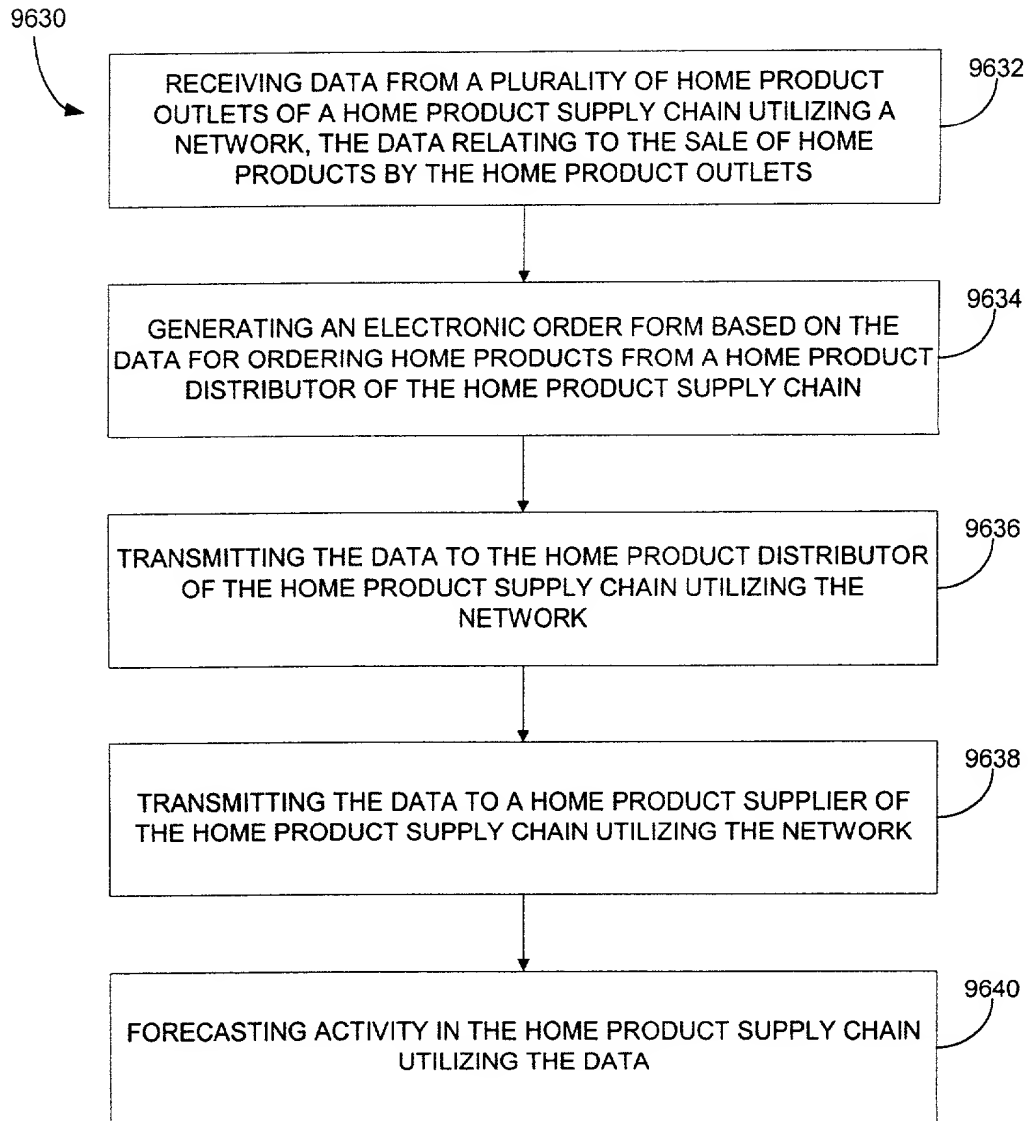 9630
RECEIVING DATA FROM A PLURALITY OF HOME PRODUCT
OUTLETS OF A HOME PRODUCT SUPPLY CHAIN UTILIZING A
NETWORK, THE DATA RELATING TO THE SALE OF HOME
PRODUCTS BY THE HOME PRODUCT OUTLETS
9632
GENERATING AN ELECTRONIC ORDER FORM BASED ON THE
DATA FOR ORDERING HOME PRODUCTS FROM A HOME PRODUCT
DISTRIBUTOR OF THE HOME PRODUCT SUPPLY CHAIN
9634
TRANSMITTING THE DATA TO THE HOME PRODUCT DISTRIBUTOR
OF THE HOME PRODUCT SUPPLY CHAIN UTILIZING THE
NETWORK
9636
TRANSMITTING THE DATA TO A HOME PRODUCT SUPPLIER OF
THE HOME PRODUCT SUPPLY CHAIN UTILIZING THE NETWORK
9638
FORECASTING ACTIVITY IN THE HOME PRODUCT SUPPLY CHAIN
UTILIZING THE DATA
9640